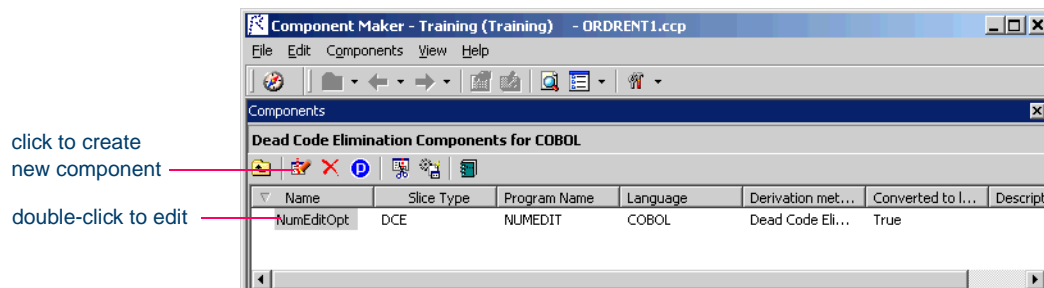 Component Maker - Training (Training) - ORDRENT1.ccp
File Edit Components View Help
Components
Dead Code Elimination Components for COBOL
click to create
new component
Name Slice Type Program Name Language Derivation met... Converted to l... Descript
double-click to edit
NumEditOpt DCE NUMEDIT COBOL Dead Code Eli... True